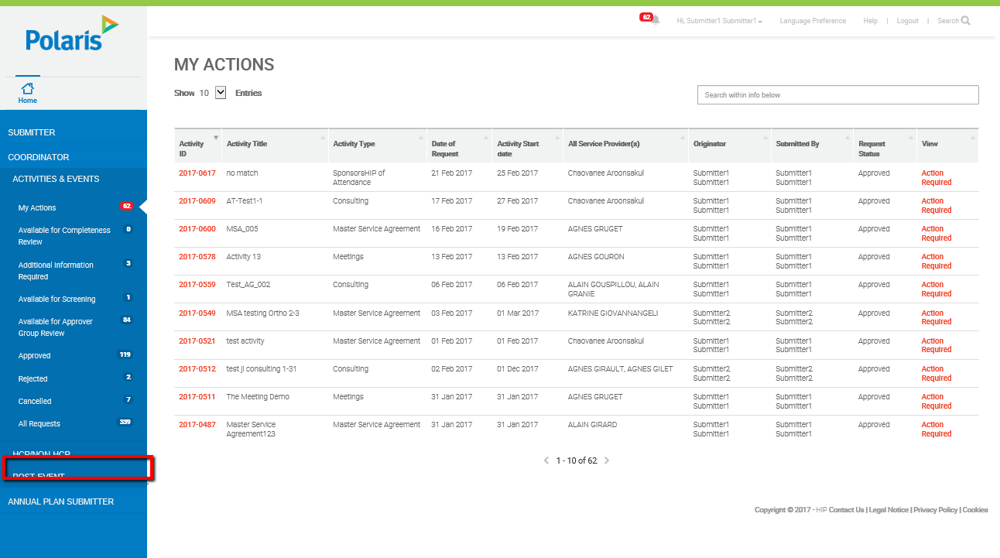 Polaris
62
Hi, Submitter1 Submitter1
Language Preference
Help | Logout | Search
Home
SUBMITTER
COORDINATOR
ACTIVITIES & EVENTS
My Actions 62
Available for Completeness 0
Review
Additional Information 3
Required
Available for Screening 1
Available for Approver 84
Group Review
Approved 119
Rejected 2
Cancelled 7
All Requests 339
HCP/NON HCP
POST EVENT
ANNUAL PLAN SUBMITTER
MY ACTIONS
Show 10 Entries
Search within info below
Activity ID Activity Title Activity Type Date of Request Activity Start date All Service Provider(s) Originator Submitted By Request Status View
2017-0617 no match SponsorsHIP of Attendance 21 Feb 2017 25 Feb 2017 Chaovanee Aroonsakul Submitter1 Submitter1 Submitter1 Submitter1 Approved Action Required
2017-0609 AT-Test1-1 Consulting 17 Feb 2017 27 Feb 2017 Chaovanee Aroonsakul Submitter1 Submitter1 Submitter1 Submitter1 Approved Action Required
2017-0600 MSA_005 Master Service Agreement 16 Feb 2017 19 Feb 2017 AGNES GRUGET Submitter1 Submitter1 Submitter1 Submitter1 Approved Action Required
2017-0578 Activity 13 Meetings 13 Feb 2017 13 Feb 2017 AGNES GOURON Submitter1 Submitter1 Submitter1 Submitter1 Approved Action Required
2017-0559 Test_AG_002 Consulting 06 Feb 2017 06 Feb 2017 ALAIN GOUSPILLOU, ALAIN GRANIE Submitter1 Submitter1 Submitter1 Submitter1 Approved Action Required
2017-0549 MSA testing Ortho 2-3 Master Service Agreement 03 Feb 2017 01 Mar 2017 KATRINE GIOVANNANGELI Submitter2 Submitter2 Submitter2 Submitter2 Approved Action Required
2017-0521 test activity Master Service Agreement 01 Feb 2017 01 Feb 2017 Chaovanee Aroonsakul Submitter1 Submitter1 Submitter1 Submitter1 Approved Action Required
2017-0512 test jl consulting 1-31 Consulting 02 Feb 2017 01 Dec 2017 AGNES GIRAULT, AGNES GILET Submitter2 Submitter2 Submitter2 Submitter2 Approved Action Required
2017-0511 The Meeting Demo Meetings 31 Jan 2017 31 Jan 2017 AGNES GRUGET Submitter1 Submitter1 Submitter1 Submitter1 Approved Action Required
2017-0487 Master Service Agreement123 Master Service Agreement 31 Jan 2017 31 Jan 2017 ALAIN GIRARD Submitter1 Submitter1 Submitter1 Submitter1 Approved Action Required
1 - 10 of 62
Copyright © 2017 - HIP Contact Us | Legal Notice | Privacy Policy | Cookies